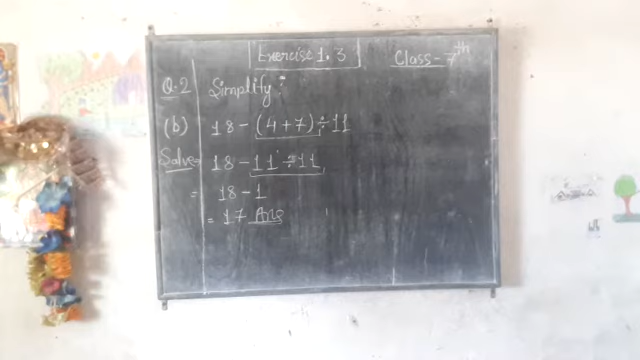 Exercise 1.3
Class-7th
Q.2 Simplify:
(b) 18-(4+7)÷11
Solve= 18-11÷11
= 18-1
= 17 Ans